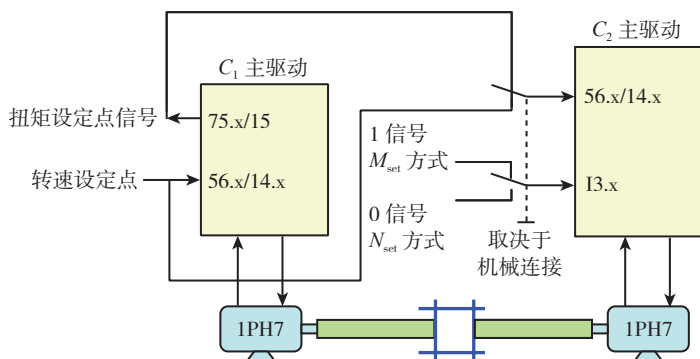 C₁ 主驱动
C₂ 主驱动
扭矩设定点信号
75.x/15
56.x/14.x
转速设定点
56.x/14.x
1 信号
Mset 方式
I3.x
0 信号
Nset 方式
取决于
机械连接
1PH7
1PH7